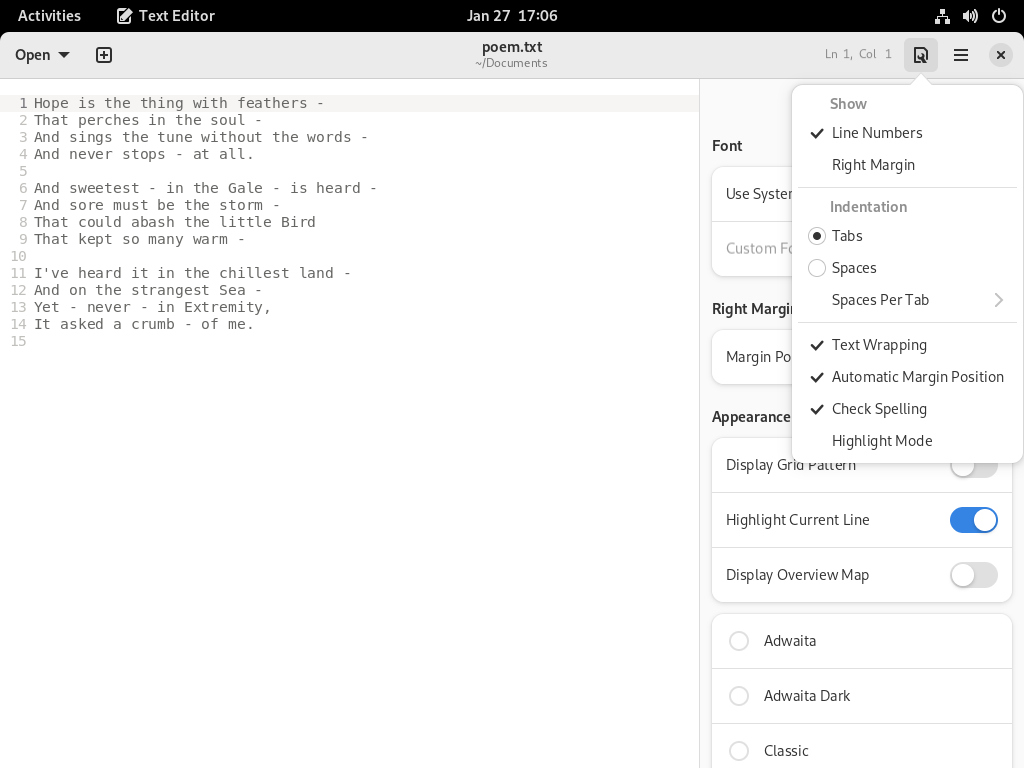 Activities
Text Editor
Jan 27 17:06
Open
poem.txt
~/Documents
Ln 1, Col 1
1 Hope is the thing with feathers -
2 That perches in the soul -
3 And sings the tune without the words -
4 And never stops - at all.
5
6 And sweetest - in the Gale - is heard -
7 And sore must be the storm -
8 That could abash the little Bird
9 That kept so many warm -
10
11 I've heard it in the chillest land -
12 And on the strangest Sea -
13 Yet - never - in Extremity,
14 It asked a crumb - of me.
15
Show
Line Numbers
Right Margin
Indentation
Tabs
Spaces
Spaces Per Tab
Text Wrapping
Automatic Margin Position
Check Spelling
Highlight Mode
Font
Use
Custom
Right
Margin
Appearance
Display Grid Pattern
Highlight Current Line
Display Overview Map
Adwaita
Adwaita Dark
Classic